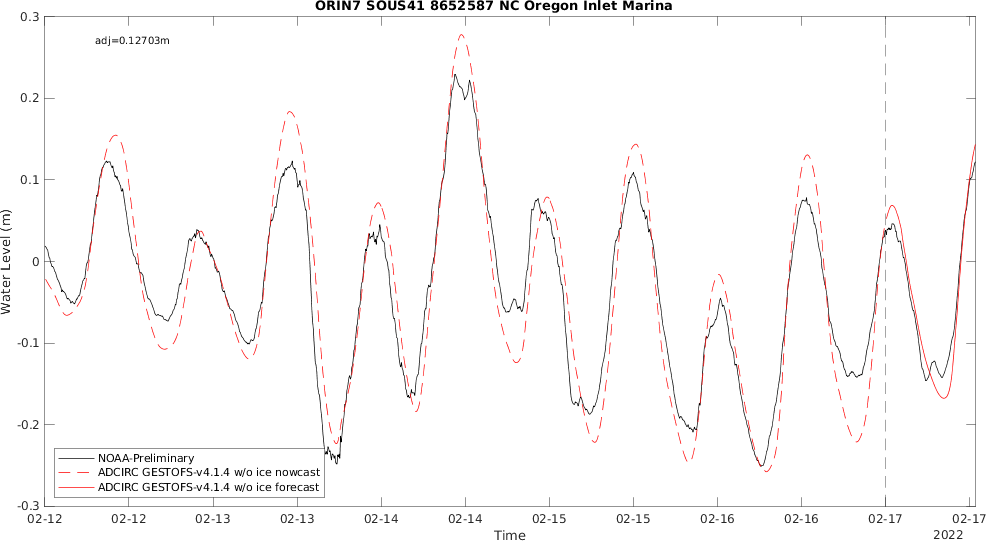 ORIN7 SOUS41 8652587 NC Oregon Inlet Marina
adj=0.12703m
0.3
0.2
0.1
0
-0.1
-0.2
-0.3
Water Level (m)
NOAA-Preliminary
ADCIRC GESTOFS-v4.1.4 w/o ice nowcast
ADCIRC GESTOFS-v4.1.4 w/o ice forecast
02-12 02-12 02-13 02-13 02-14 02-14 02-15 02-15 02-16 02-16 02-17 02-17
Time
2022